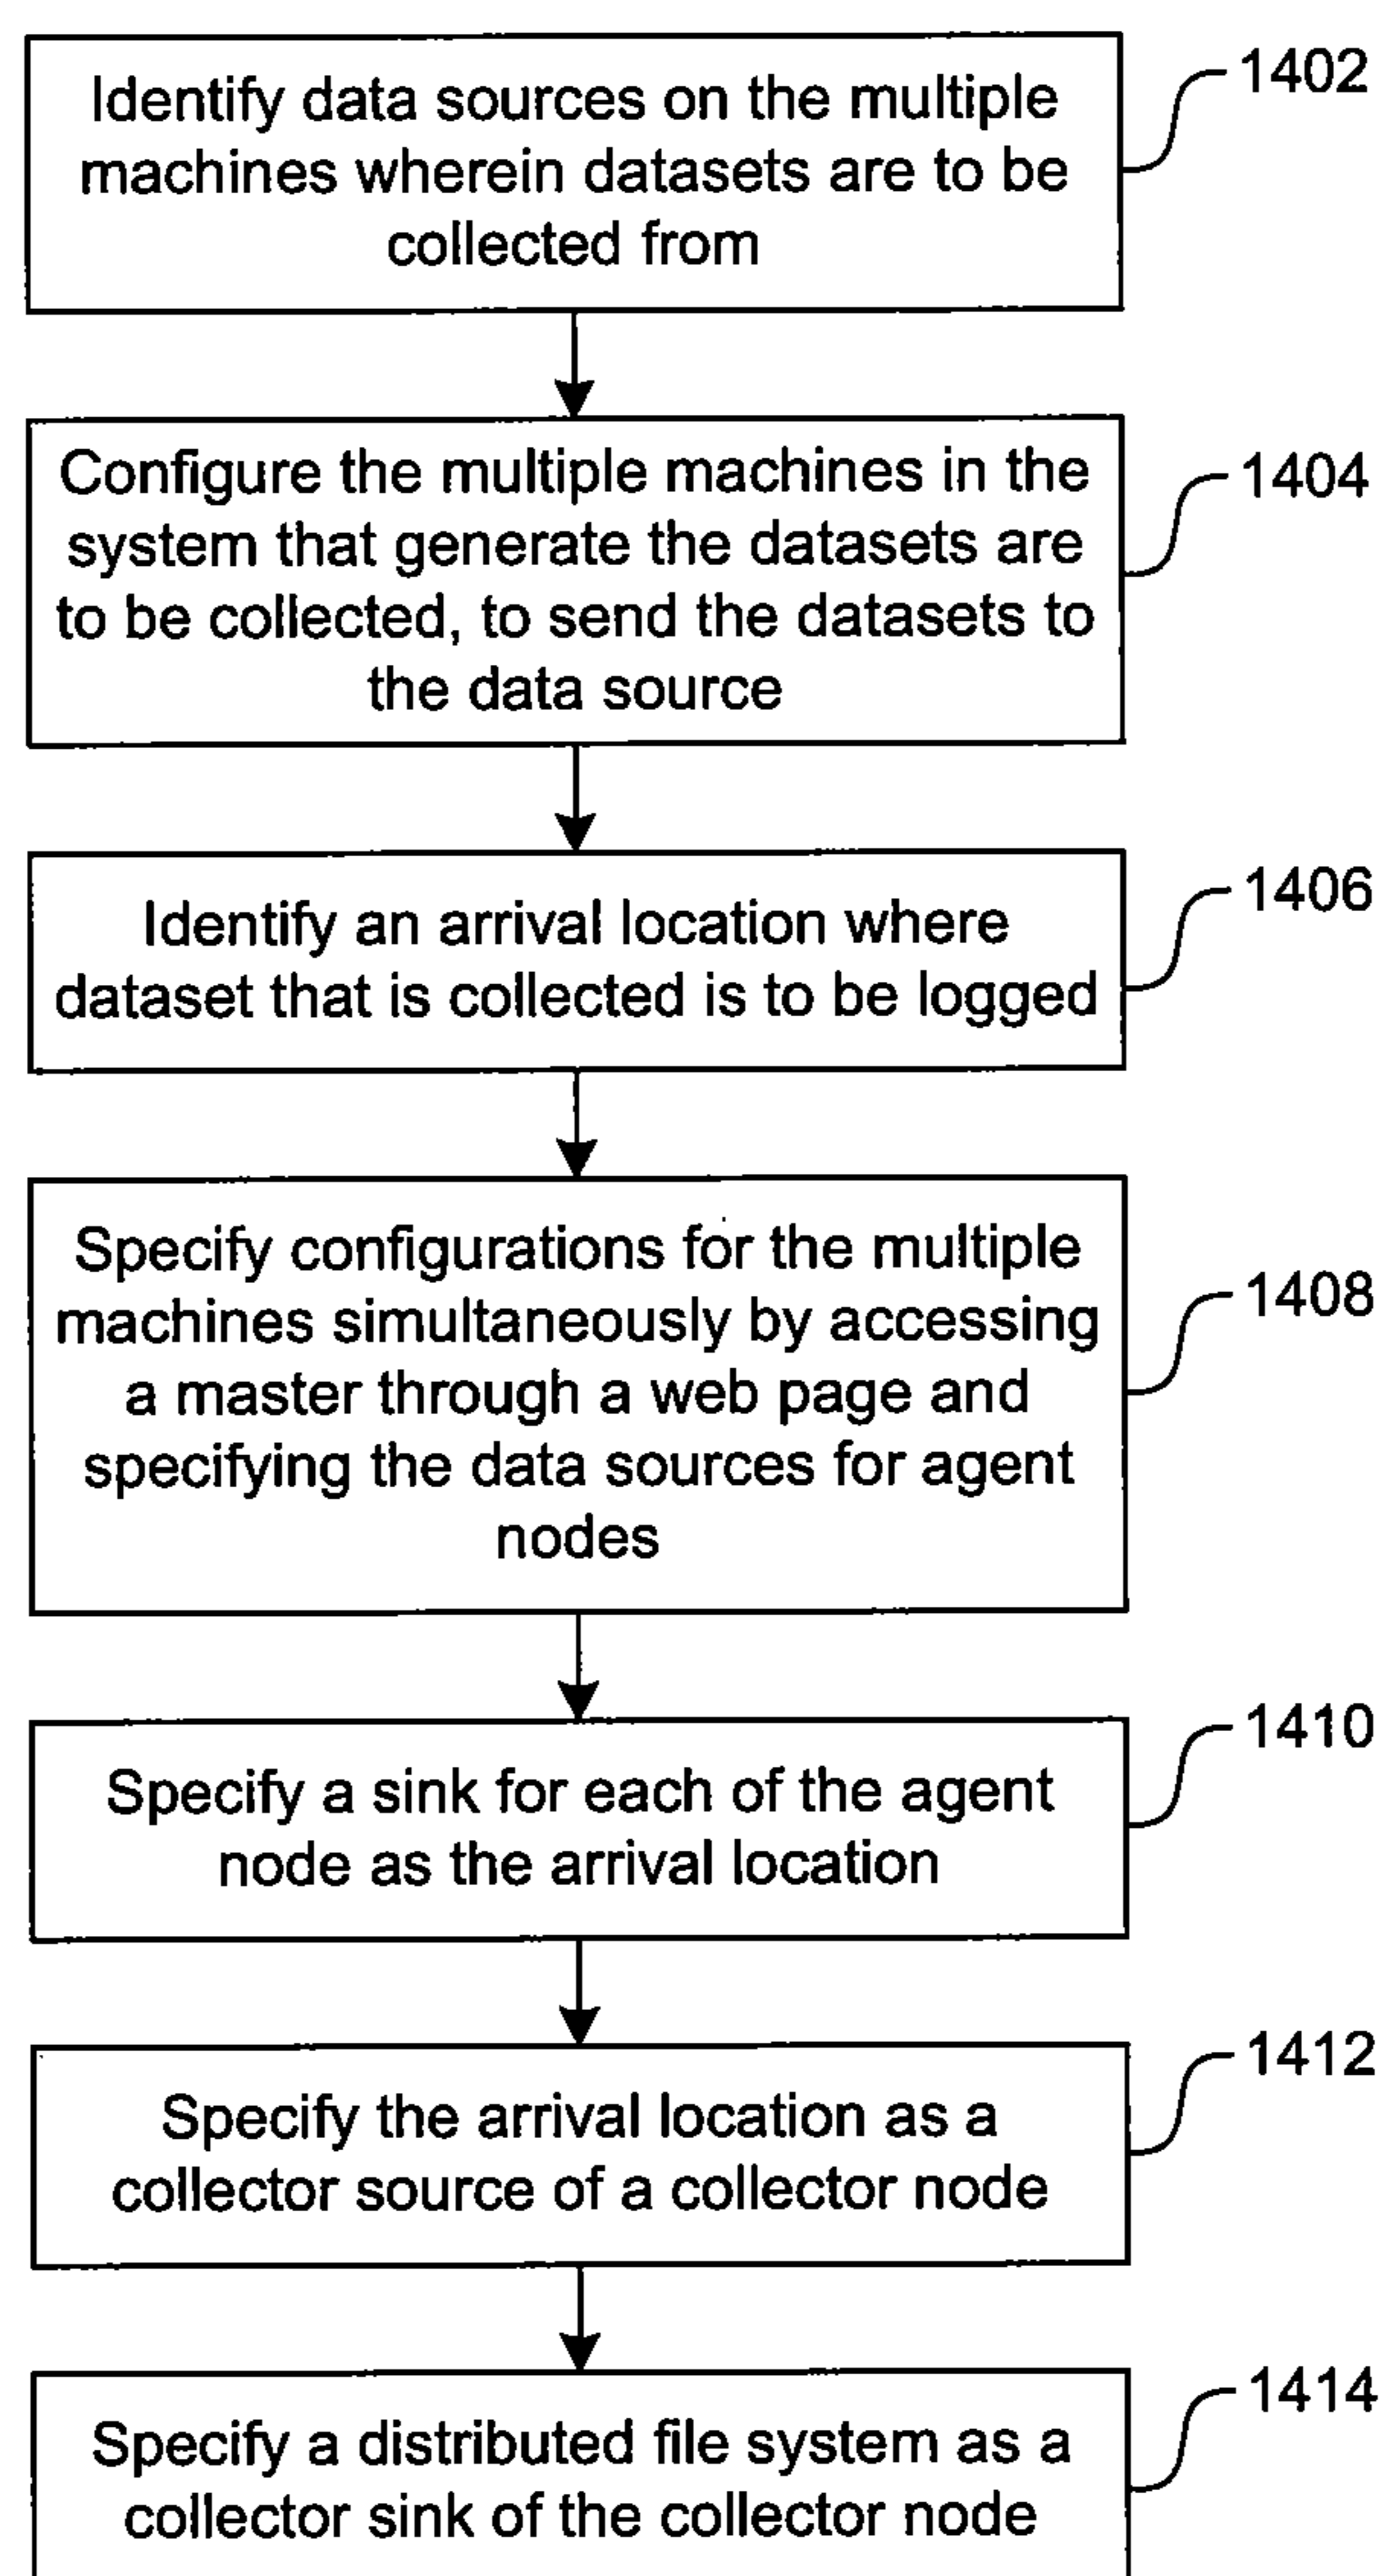 Identify data sources on the multiple
machines wherein datasets are to be
collected from
1402
Configure the multiple machines in the
system that generate the datasets are
to be collected, to send the datasets to
the data source
1404
Identify an arrival location where
dataset that is collected is to be logged
1406
Specify configurations for the multiple
machines simultaneously by accessing
a master through a web page and
specifying the data sources for agent
nodes
1408
Specify a sink for each of the agent
node as the arrival location
1410
Specify the arrival location as a
collector source of a collector node
1412
Specify a distributed file system as a
collector sink of the collector node
1414